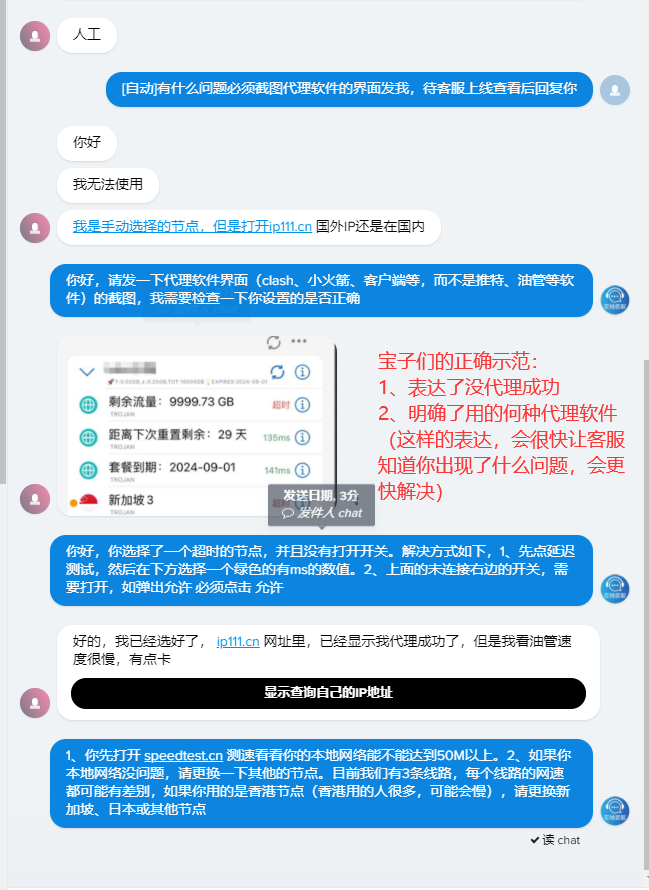 人工
[自动]有什么问题必须截图代理软件的界面发我，待客服上线查看后回复你
你好
我无法使用
我是手动选择的节点，但是打开ip111.cn 国外IP还是在国内
你好，请发一下代理软件界面（clash、小火箭、客户端等，而不是推特、油管等软
件）的截图，我需要检查一下你设置的是否正确
剩余流量：9999.73 GB
超时
TROJAN
距离下次重置剩余：29 天
135ms
TROJAN
套餐到期：2024-09-01
141ms
TROJAN
新加坡 3
超时
TROJAN
宝子们的正确示范：
1、表达了没代理成功
2、明确了用的何种代理软件
（这样的表达，会很快让客服
知道你出现了什么问题，会更
快解决）
发送日期, 3分
发件人 chat
你好，你选择了一个超时的节点，并且没有打开开关。解决方式如下，1、先点延迟
测试，然后在下方选择一个绿色的有ms的数值。2、上面的未连接右边的开关，需
要打开，如弹出允许 必须点击 允许
在线客服
好的，我已经选好了， ip111.cn 网址里，已经显示我代理成功了，但是我看油管速
度很慢，有点卡
显示查询自己的IP地址
1、你先打开 speedtest.cn 测速看看你的本地网络能不能达到50M以上。2、如果你
本地网络没问题，请更换一下其他的节点。目前我们有3条线路，每个线路的网速
都可能有差别，如果你用的是香港节点（香港用的人很多，可能会慢），请更换新
加坡、日本或其他节点
在线客服
读 chat